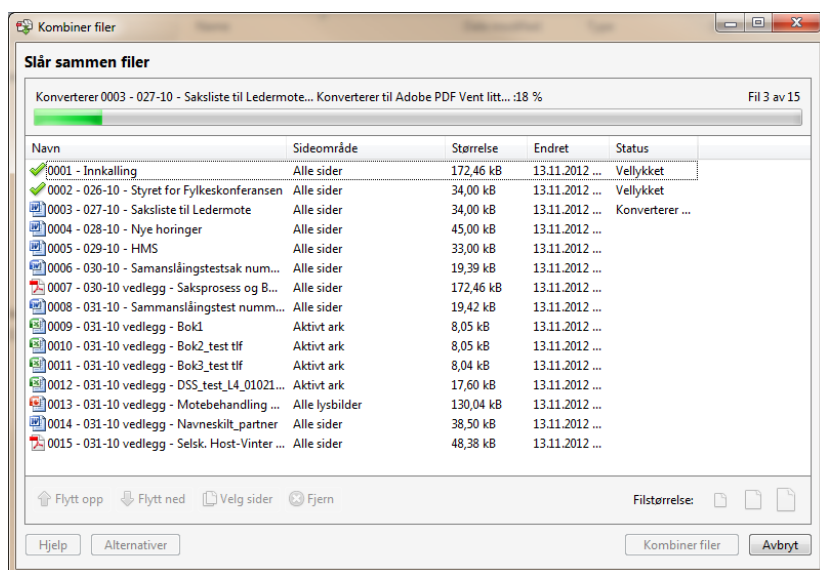 Kombiner filer
Slår sammen filer
Konverterer 0003 - 027-10 - Saksliste til Ledermote... Konverterer til Adobe PDF Vent litt... :18 % Fil 3 av 15
Navn Sideområde Størrelse Endret Status
0001 - Innkalling Alle sider 172,46 kB 13.11.2012 ... Vellykket
0002 - 026-10 - Styret for Fylkeskonferansen Alle sider 34,00 kB 13.11.2012 ... Vellykket
0003 - 027-10 - Saksliste til Ledermote Alle sider 34,00 kB 13.11.2012 ... Konverterer ...
0004 - 028-10 - Nye horinger Alle sider 45,00 kB 13.11.2012 ...
0005 - 029-10 - HMS Alle sider 33,00 kB 13.11.2012 ...
0006 - 030-10 - Samanslåingstestsak num... Alle sider 19,39 kB 13.11.2012 ...
0007 - 030-10 vedlegg - Saksprosess og B... Alle sider 172,46 kB 13.11.2012 ...
0008 - 031-10 - Sammanslåingstest numm... Alle sider 19,42 kB 13.11.2012 ...
0009 - 031-10 vedlegg - Bok1 Aktivt ark 8,05 kB 13.11.2012 ...
0010 - 031-10 vedlegg - Bok2_test tlf Aktivt ark 8,05 kB 13.11.2012 ...
0011 - 031-10 vedlegg - Bok3_test tlf Aktivt ark 8,04 kB 13.11.2012 ...
0012 - 031-10 vedlegg - DSS_test_L4_01021... Aktivt ark 17,60 kB 13.11.2012 ...
0013 - 031-10 vedlegg - Motebehandling ... Alle lysbilder 130,04 kB 13.11.2012 ...
0014 - 031-10 vedlegg - Navneskilt_partner Alle sider 38,50 kB 13.11.2012 ...
0015 - 031-10 vedlegg - Selsk. Host-Vinter ... Alle sider 48,38 kB 13.11.2012 ...
Flytt opp Flytt ned Velg sider Fjern Filstørrelse:
Hjelp Alternativer Kombiner filer Avbryt